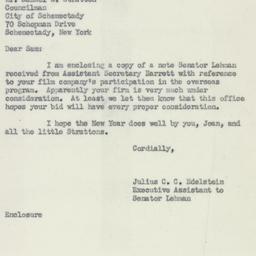 Councilman
City of Schenectady
70 Schopman Drive
Schenectady, New York
Dear Sam:
I am enclosing a copy of a note Senator Lehman
received from Assistant Secretary Barrett with reference
to your film company's participation in the overseas
program. Apparently your firm is very much under
consideration. At least we let them know that this office
hopes your bid will have every proper consideration.
I hope the New Year does well by you, Jean, and
all the little Strattons.
Cordially,
Julius C. C. Edelstein
Executive Assistant to
Senator Lehman
Enclosure